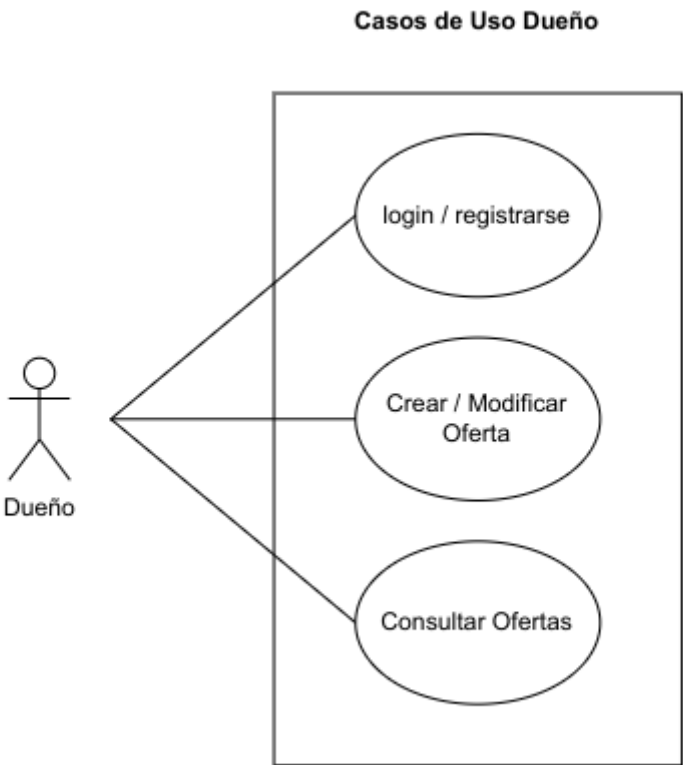 Casos de Uso Dueño
login / registrarse
Crear / Modificar
Oferta
Dueño
Consultar Ofertas